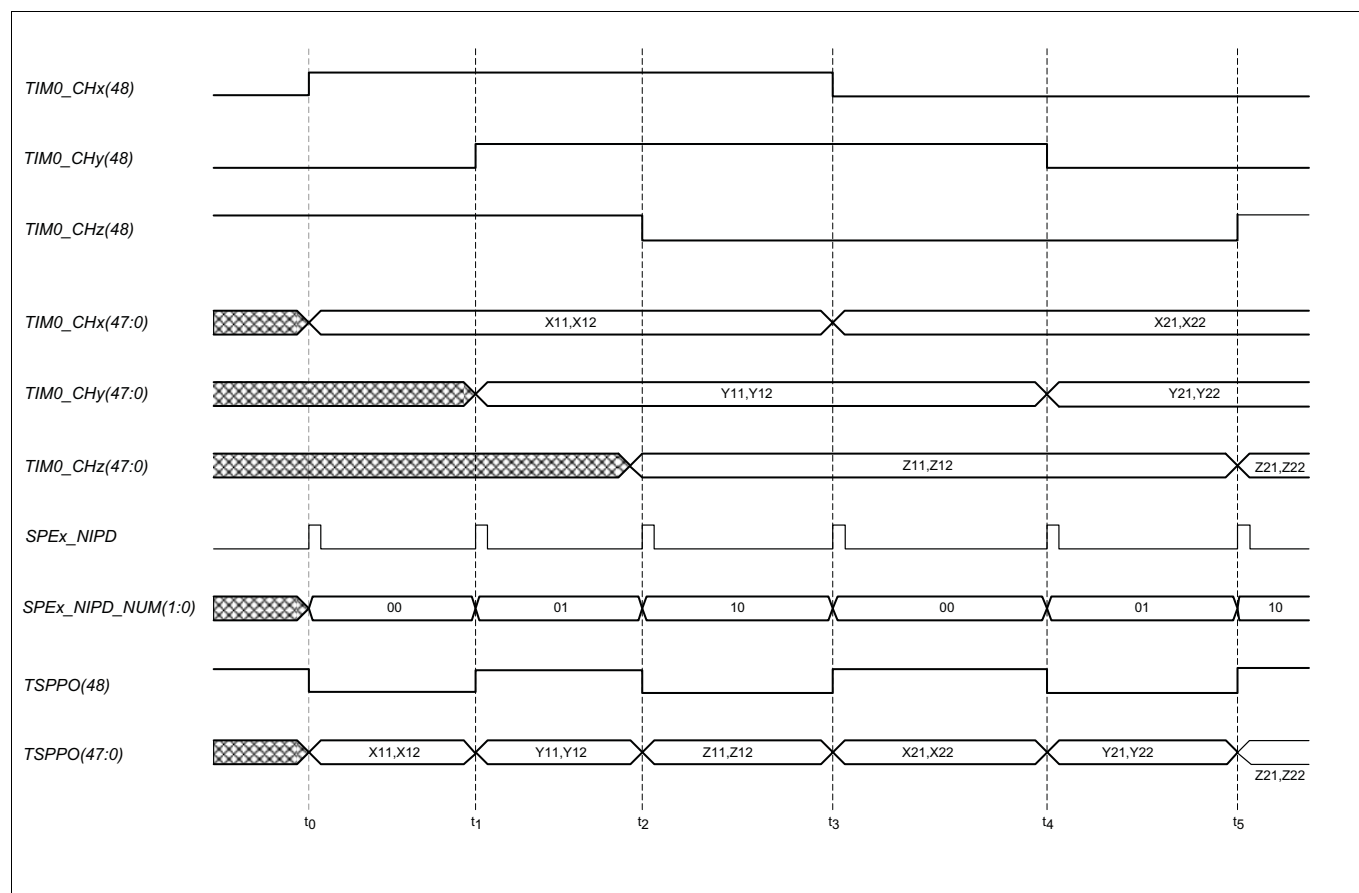 TIM0_CHx(48)
TIM0_CHy(48)
TIM0_CHz(48)
TIM0_CHx(47:0) X11,X12 X21,X22
TIM0_CHy(47:0) Y11,Y12 Y21,Y22
TIM0_CHz(47:0) Z11,Z12 Z21,Z22
SPEx_NIPD
SPEx_NIPD_NUM(1:0) 00 01 10 00 01 10
TSPPO(48)
TSPPO(47:0) X11,X12 Y11,Y12 Z11,Z12 X21,X22 Y21,Y22 Z21,Z22
t0 t1 t2 t3 t4 t5